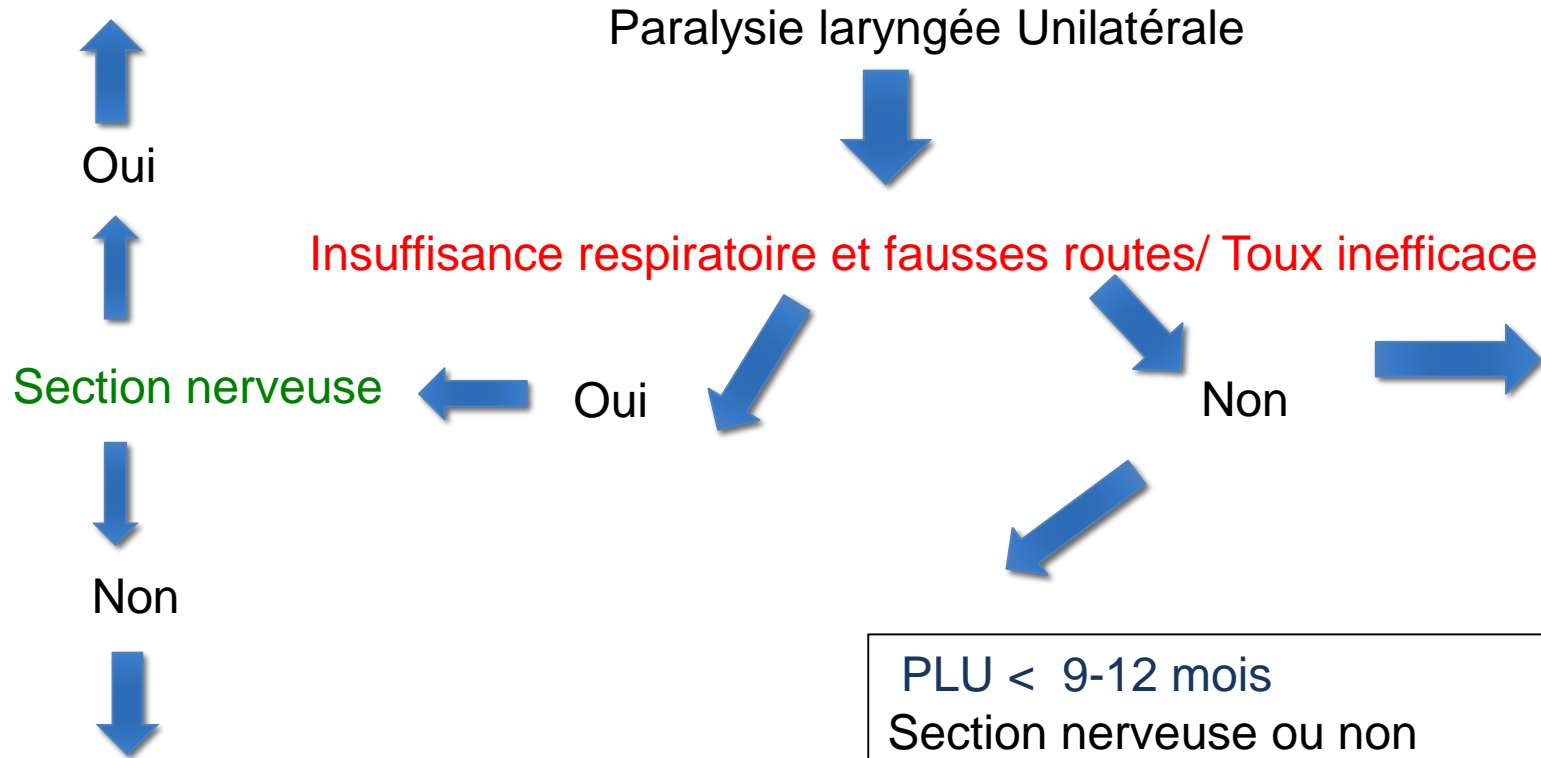 Paralysie laryngée Unilatérale
Oui
Insuffisance respiratoire et fausses routes/ Toux inefficace
Section nerveuse
Oui
Non
Non
PLU < 9-12 mois
Section nerveuse ou non